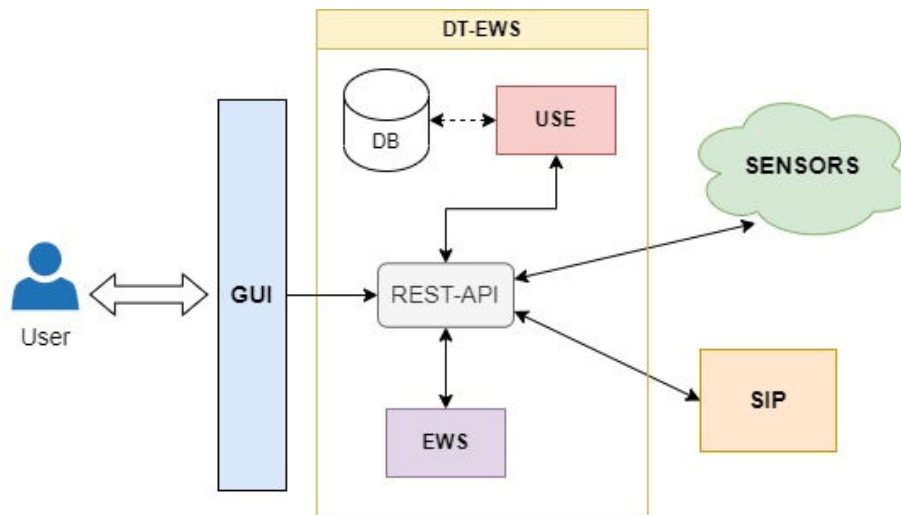 DT-EWS
DB
USE
SENSORS
User
GUI
REST-API
EWS
SIP